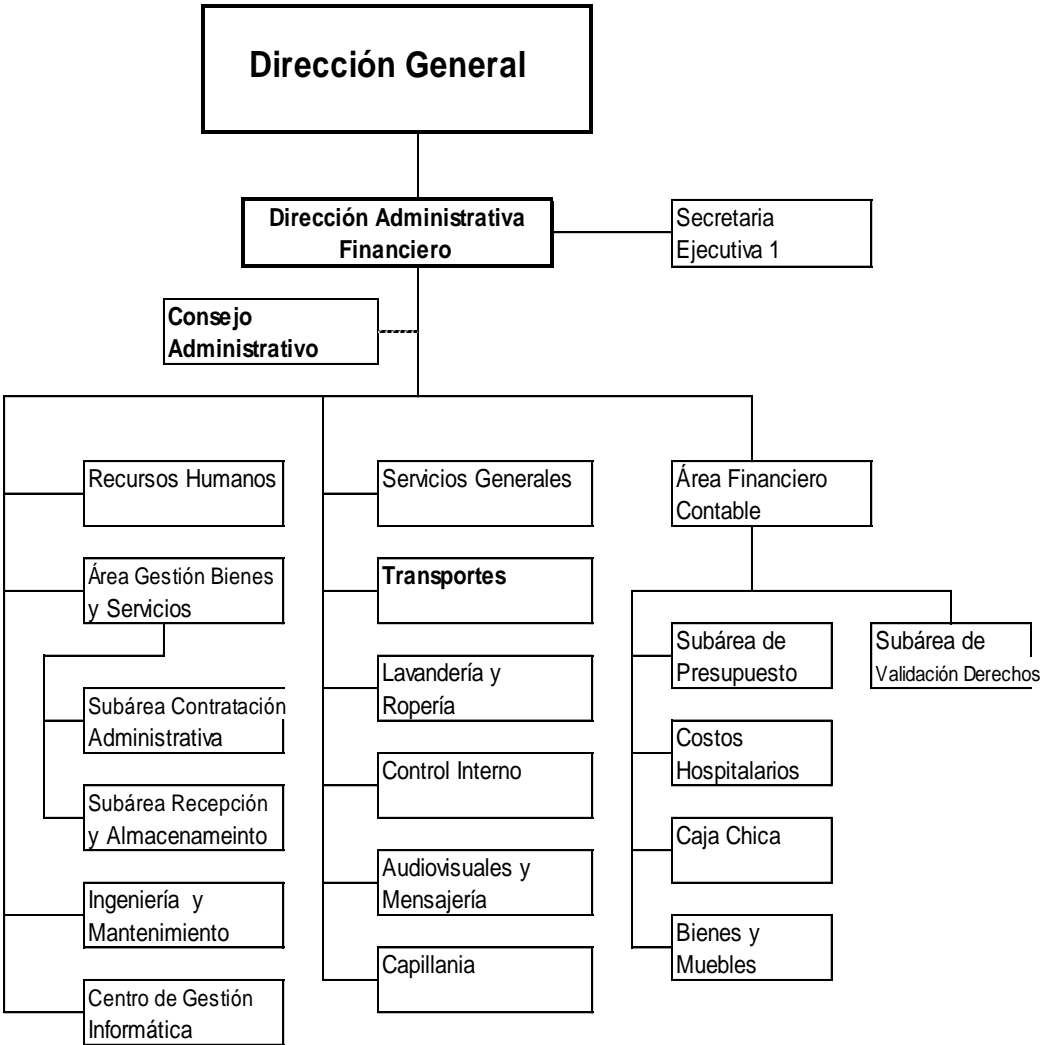 Dirección General
Dirección Administrativa
Financiero
Secretaria
Ejecutiva 1
Consejo
Administrativo
Recursos Humanos
Servicios Generales
Área Financiero
Contable
Área Gestión Bienes
y Servicios
Transportes
Subárea de
Presupuesto
Subárea de
Validación Derechos
Subárea Contratación
Administrativa
Lavandería y
Ropería
Costos
Hospitalarios
Subárea Recepción
y Almacenameinto
Control Interno
Caja Chica
Ingeniería y
Mantenimiento
Audiovisuales y
Mensajería
Bienes y
Muebles
Centro de Gestión
Informática
Capillania